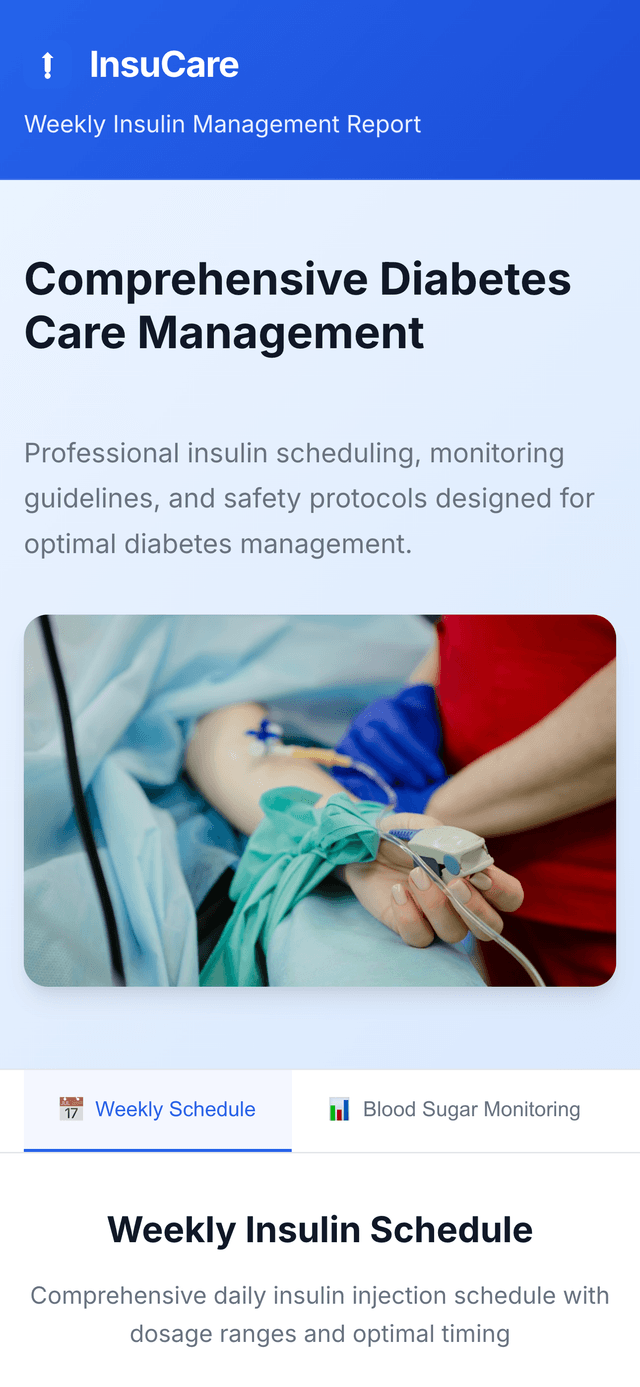 InsuCare
Weekly Insulin Management Report
Comprehensive Diabetes
Care Management
Professional insulin scheduling, monitoring
guidelines, and safety protocols designed for
optimal diabetes management.
17 Weekly Schedule
Blood Sugar Monitoring
Weekly Insulin Schedule
Comprehensive daily insulin injection schedule with
dosage ranges and optimal timing